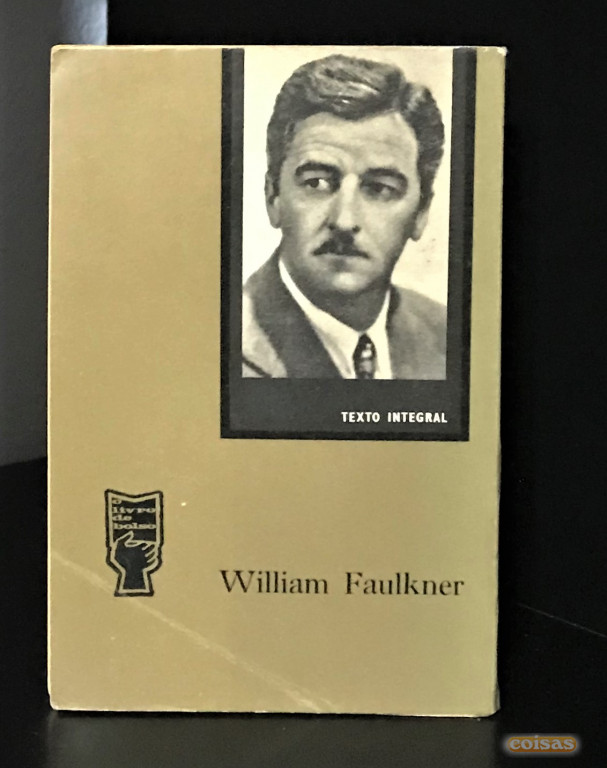 TEXTO INTEGRAL
o
livro
de
bolso
William Faulkner
coisas